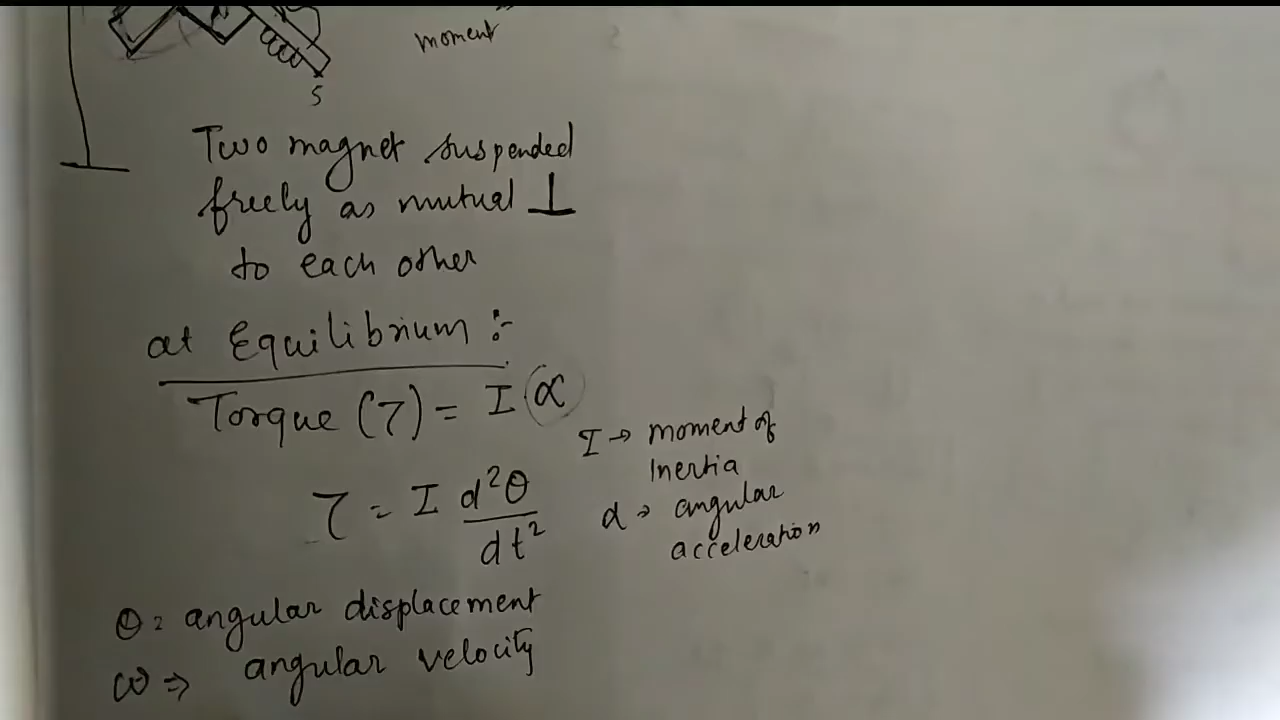 moment
S
Two magnet suspended
freely as mutual ⊥
to each other
at Equilibrium :-
Torque (τ) = I α
I → moment of
Inertia
τ = I d²θ/dt²
α → angular
acceleration
θ = angular displacement
ω ⇒ angular velocity